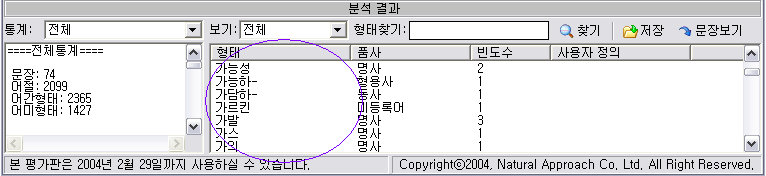 분석 결과
통계: 전체 보기: 전체 형태찾기: 찾기 저장 문장보기
====전체통계====
문장: 74
어절: 2099
어간형태: 2365
어미형태: 1427
형태 품사 빈도수 사용자 정의
가능성 명사 2
가능하- 형용사 1
가담하- 동사 1
가르킨 미등록어 1
가발 명사 3
가스 명사 1
가의 명사 1
본 평가판은 2004년 2월 29일까지 사용하실 수 있습니다. Copyright©2004, Natural Approach Co, Ltd, All Right Reserved,